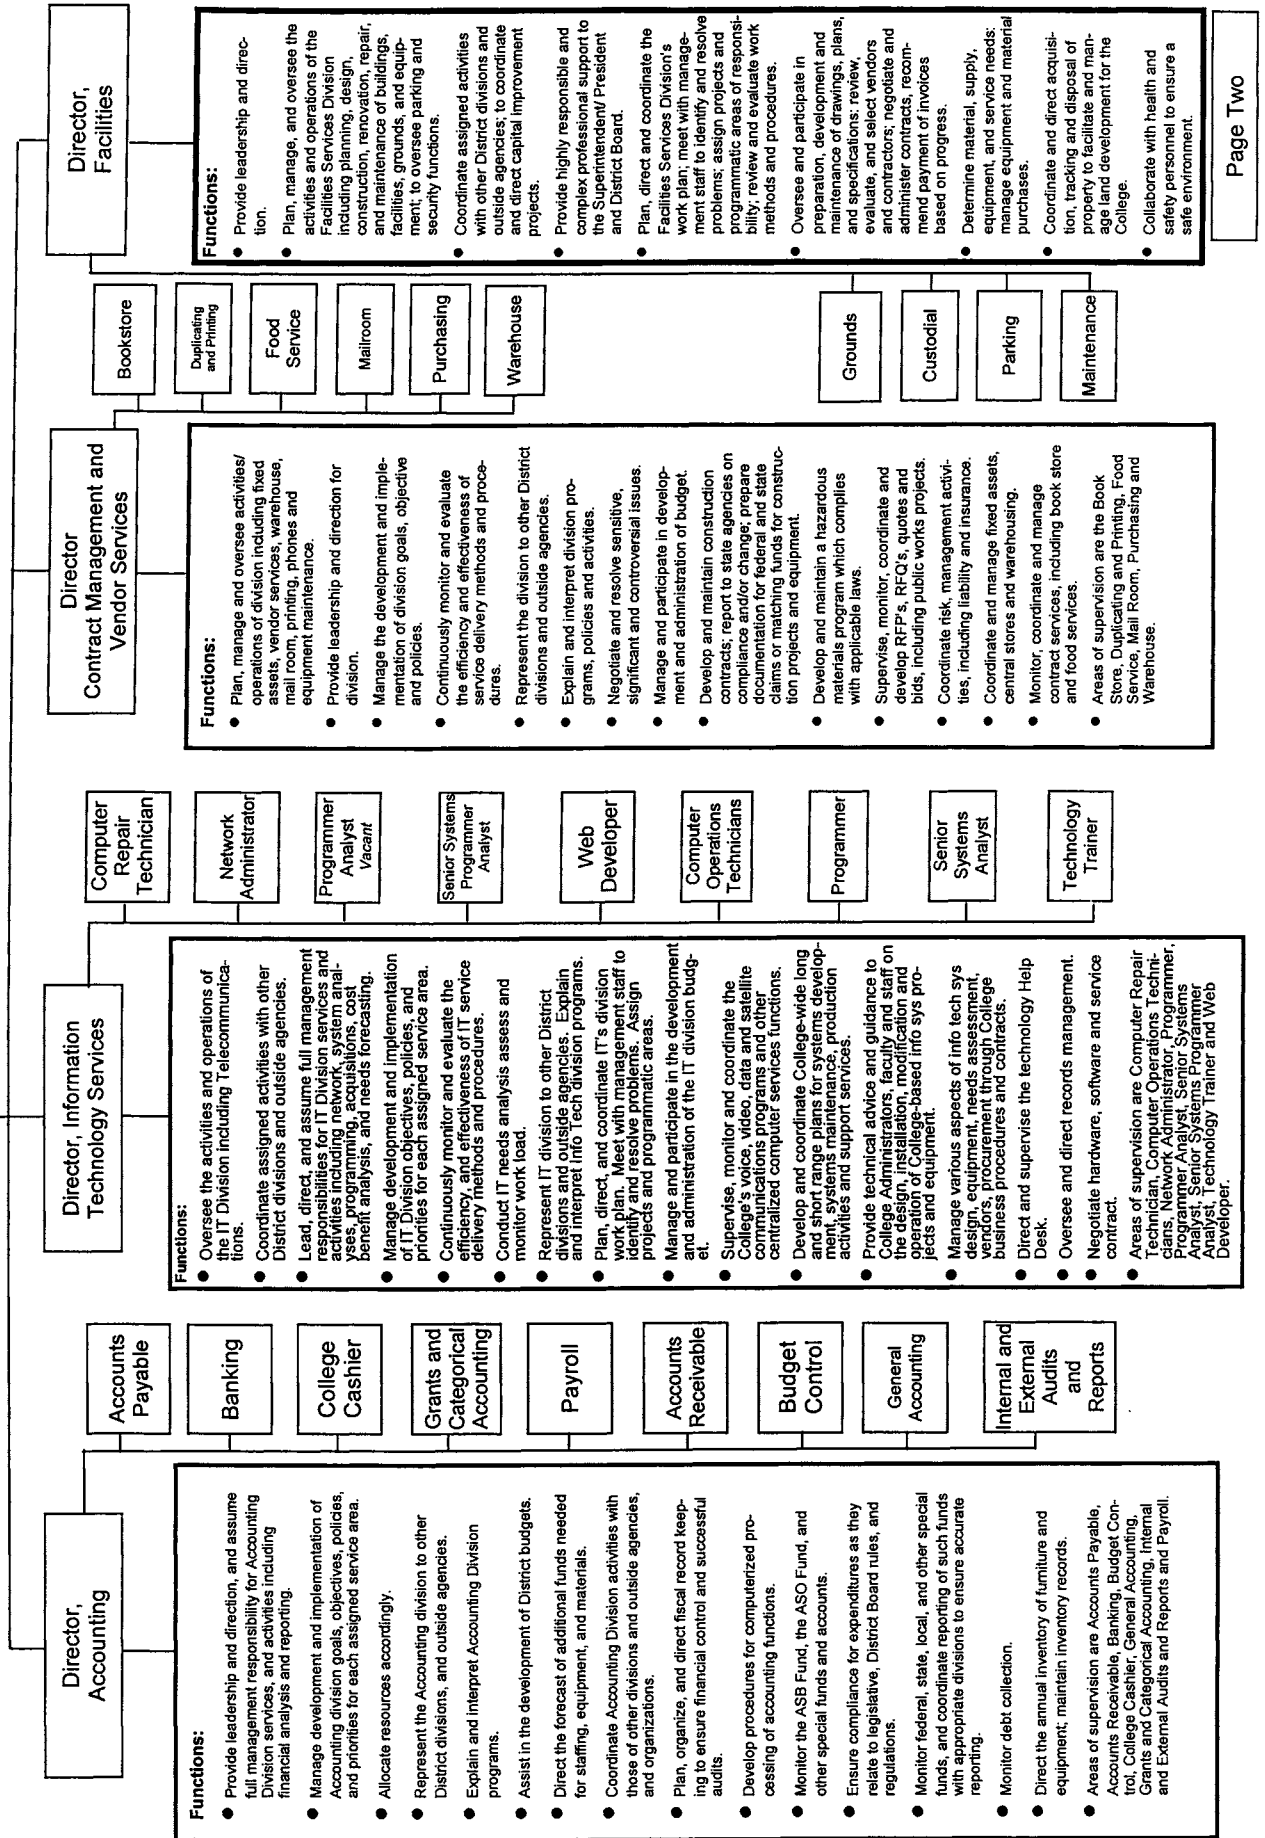 Director,
Accounting
Functions:
● Provide leadership and direction, and assume
full management responsibility for Accounting
Division services, and activities including
financial analysis and reporting.
● Manage development and implementation of
Accounting division goals, objectives, policies,
and priorities for each assigned service area.
● Allocate resources accordingly.
● Represent the Accounting division to other
District divisions, and outside agencies.
● Explain and interpret Accounting Division
programs.
● Assist in the development of District budgets.
● Direct the forecast of additional funds needed
for staffing, equipment, and materials.
● Coordinate Accounting Division activities with
those of other divisions and outside agencies,
and organizations.
● Plan, organize, and direct fiscal record keep-
ing to ensure financial control and successful
audits.
● Develop procedures for computerized pro-
cessing of accounting functions.
● Monitor the ASB Fund, the ASO Fund, and
other special funds and accounts.
● Ensure compliance for expenditures as they
relate to legislative, District Board rules, and
regulations.
● Monitor federal, state, local, and other special
funds, and coordinate reporting of such funds
with appropriate divisions to ensure accurate
reporting.
● Monitor debt collection.
● Direct the annual inventory of furniture and
equipment; maintain inventory records.
● Areas of supervision are Accounts Payable,
Accounts Receivable, Banking, Budget Con-
trol, College Cashier, General Accounting,
Grants and Categorical Accounting, Internal
and External Audits and Reports and Payroll.
Accounts
Payable
Banking
College
Cashier
Grants and
Categorical
Accounting
Payroll
Accounts
Receivable
Budget
Control
General
Accounting
Internal and
External
Audits
and
Reports
Director, Information
Technology Services
Functions:
● Oversee the activities and operations of
the IT Division including Telecommunica-
tions.
● Coordinate assigned activities with other
District divisions and outside agencies.
● Lead, direct, and assume full management
responsibilities for IT Division services and
activities including network, system anal-
yses, programming, acquisitions, cost
benefit analysis, and needs forecasting.
● Manage development and implementation
of IT Division objectives, policies, and
priorities for each assigned service area.
● Continuously monitor and evaluate the
efficiency, and effectiveness of IT service
delivery methods and procedures.
● Conduct IT needs analysis assess and
monitor work load.
● Represent IT division to other District
divisions and outside agencies. Explain
and interpret Info Tech division programs.
● Plan, direct, and coordinate IT's division
work plan. Meet with management staff to
identify and resolve problems. Assign
projects and programmatic areas.
● Manage and participate in the development
and administration of the IT division budg-
et.
● Supervise, monitor and coordinate the
College's voice, video, data and satellite
communications programs and other
centralized computer services functions.
● Develop and coordinate College-wide long
and short range plans for systems develop-
ment, systems maintenance, production
activities and support services.
● Provide technical advice and guidance to
College Administrators, faculty and staff on
the design, installation, modification and
operation of College-based info sys pro-
jects and equipment.
● Manage various aspects of info tech sys
design, equipment, needs assessment,
vendors, procurement through College
business procedures and contracts.
● Direct and supervise the technology Help
Desk.
● Oversee and direct records management.
● Negotiate hardware, software and service
contract.
● Areas of supervision are Computer Repair
Technician, Computer Operations Techni-
cians, Network Administrator, Programmer,
Programmer Analyst, Senior Systems
Analyst, Senior Systems Programmer
Analyst, Technology Trainer and Web
Developer.
Computer
Repair
Technician
Network
Administrator
Programmer
Analyst
Vacant
Senior Systems
Programmer
Analyst
Web
Developer
Computer
Operations
Technicians
Programmer
Senior
Systems
Analyst
Technology
Trainer
Director
Contract Management and
Vendor Services
Functions:
● Plan, manage and oversee activities/
operations of division including fixed
assets, vendor services, warehouse,
mail room, printing, phones and
equipment maintenance.
● Provide leadership and direction for
division.
● Manage the development and imple-
mentation of division goals, objective
and policies.
● Continuously monitor and evaluate
the efficiency and effectiveness of
service delivery methods and proce-
dures.
● Represent the division to other District
divisions and outside agencies.
● Explain and interpret division pro-
grams, policies and activities.
● Negotiate and resolve sensitive,
significant and controversial issues.
● Manage and participate in develop-
ment and administration of budget.
● Develop and maintain construction
contracts; report to state agencies on
compliance and/or change; prepare
documentation for federal and state
claims or matching funds for construc-
tion projects and equipment.
● Develop and maintain a hazardous
materials program which complies
with applicable laws.
● Supervise, monitor, coordinate and
develop RFP's, RFQ's, quotes and
bids, including public works projects.
● Coordinate risk, management activi-
ties, including liability and insurance.
● Coordinate and manage fixed assets,
central stores and warehousing.
● Monitor, coordinate and manage
contract services, including book store
and food services.
● Areas of supervision are the Book
Store, Duplicating and Printing, Food
Service, Mail Room, Purchasing and
Warehouse.
Bookstore
Duplicating
and Printing
Food
Service
Mailroom
Purchasing
Warehouse
Director,
Facilities
Functions:
● Provide leadership and direc-
tion.
● Plan, manage, and oversee the
activities and operations of the
Facilities Services Division
including planning, design,
construction, renovation, repair,
and maintenance of buildings,
facilities, grounds, and equip-
ment; to oversee parking and
security functions.
● Coordinate assigned activities
with other District divisions and
outside agencies; to coordinate
and direct capital improvement
projects.
● Provide highly responsible and
complex professional support to
the Superintendent/ President
and District Board.
● Plan, direct and coordinate the
Facilities Services Division's
work plan; meet with manage-
ment staff to identify and resolve
problems; assign projects and
programmatic areas of responsi-
bility; review and evaluate work
methods and procedures.
● Oversee and participate in
preparation, development and
maintenance of drawings, plans,
and specifications; review,
evaluate, and select vendors
and contractors; negotiate and
administer contracts, recom-
mend payment of invoices
based on progress.
● Determine material, supply,
equipment, and service needs:
manage equipment and material
purchases.
● Coordinate and direct acquisi-
tion, tracking and disposal of
property to facilitate and man-
age land development for the
College.
● Collaborate with health and
safety personnel to ensure a
safe environment.
Grounds
Custodial
Parking
Maintenance
Page Two